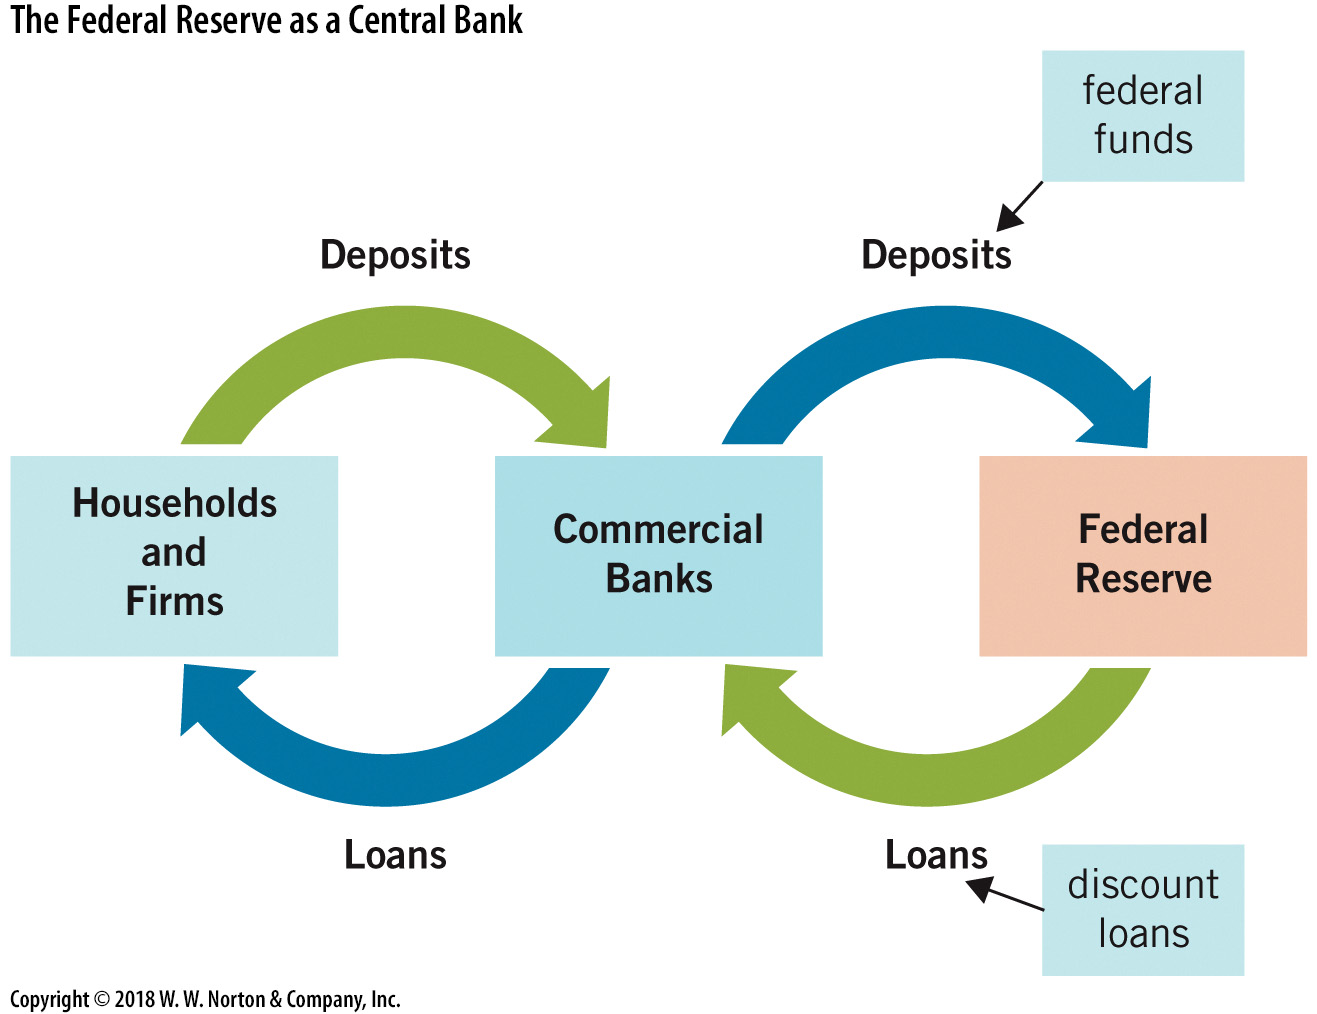 The Federal Reserve as a Central Bank
federal
funds
Deposits
Deposits
Households
and
Firms
Commercial
Banks
Federal
Reserve
Loans
Loans
discount
loans
Copyright © 2018 W. W. Norton & Company, Inc.